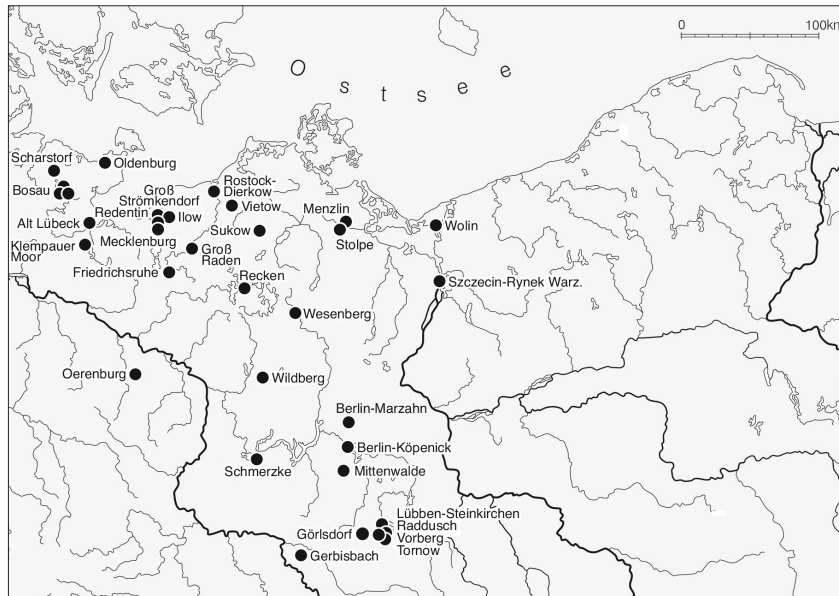 0 100km
Ostsee
Scharstorf
Oldenburg
Bosau
Groß
Strömkendorf
Rostock-
Dierkow
Redentin
Ilow
Vietow
Menzlin
Alt Lübeck
Mecklenburg
Sukow
Stolpe
Wolin
Klempauer
Moor
Groß
Raden
Friedrichsruhe
Recken
Szczecin-Rynek Warz.
Wesenberg
Oerenburg
Wildberg
Berlin-Marzahn
Berlin-Köpenick
Schmerzke
Mittenwalde
Lübben-Steinkirchen
Raddusch
Görlsdorf
Vorberg
Tornow
Gerbisbach